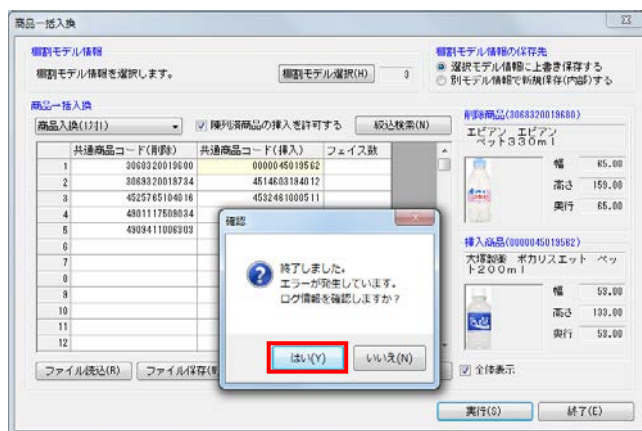 商品一括入換
棚割モデル情報
棚割モデル情報を選択します。
棚割モデル選択(H)
3
棚割モデル情報の保存先
選択モデル情報に上書き保存する
別モデル情報で新規保存(内部)する
商品一括入換
商品入換(1対1)
陳列済商品の挿入を許可する
絞込検索(N)
共通商品コード(削除) 共通商品コード(挿入) フェイス数
1 3068320019680 0000045019562
2 3068320019734 4514603194012
3 4525765104016 4532461000511
4 4901117509034
5 4909411006303
6
7
8
9
10
11
12
確認
終了しました。
エラーが発生しています。
ログ情報を確認しますか？
はい(Y)
いいえ(N)
ファイル読込(R)
ファイル保存(
削除商品(3068320019680)
エビアン エビアン
ペット330ml
幅 65.00
高さ 159.00
奥行 65.00
挿入商品(0000045019562)
大塚製薬 ポカリスエット ペッ
ト200ml
幅 53.00
高さ 133.00
奥行 53.00
全体表示
実行(S)
終了(E)